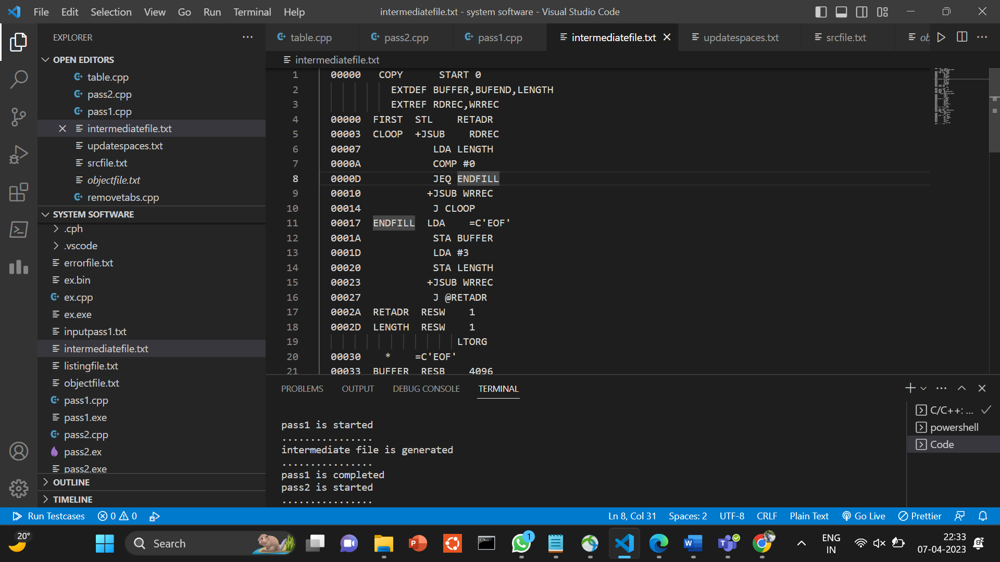 File Edit Selection View Go Run Terminal Help
intermediatefile.txt - system software - Visual Studio Code
EXPLORER
OPEN EDITORS
table.cpp
pass2.cpp
pass1.cpp
intermediatefile.txt
updatespaces.txt
srcfile.txt
objectfile.txt
removetabs.cpp
SYSTEM SOFTWARE
.cph
.vscode
errorfile.txt
ex.bin
ex.cpp
ex.exe
inputpass1.txt
intermediatefile.txt
listingfile.txt
objectfile.txt
pass1.cpp
pass1.exe
pass2.cpp
pass2.ex
pass2.exe
OUTLINE
TIMELINE
table.cpp pass2.cpp pass1.cpp intermediatefile.txt updatespaces.txt srcfile.txt ob
intermediatefile.txt
1 00000 COPY START 0
2 EXTDEF BUFFER,BUFEND,LENGTH
3 EXTREF RDREC,WRREC
4 00000 FIRST STL RETADR
5 00003 CLOOP +JSUB RDREC
6 00007 LDA LENGTH
7 0000A COMP #0
8 0000D JEQ ENDFILL
9 00010 +JSUB WRREC
10 00014 J CLOOP
11 00017 ENDFILL LDA =C'EOF'
12 0001A STA BUFFER
13 0001D LDA #3
14 00020 STA LENGTH
15 00023 +JSUB WRREC
16 00027 J @RETADR
17 0002A RETADR RESW 1
18 0002D LENGTH RESW 1
19 LTORG
20 00030 * =C'EOF'
21 00033 BUFFER RESB 4096
PROBLEMS OUTPUT DEBUG CONSOLE TERMINAL
pass1 is started
................
intermediate file is generated
................
pass1 is completed
pass2 is started
................
C/C++: ...
powershell
Code
Run Testcases 0 0 Ln 8, Col 31 Spaces: 2 UTF-8 CRLF Plain Text Go Live Prettier
20°
Search
1
ENG
IN
22:33
07-04-2023